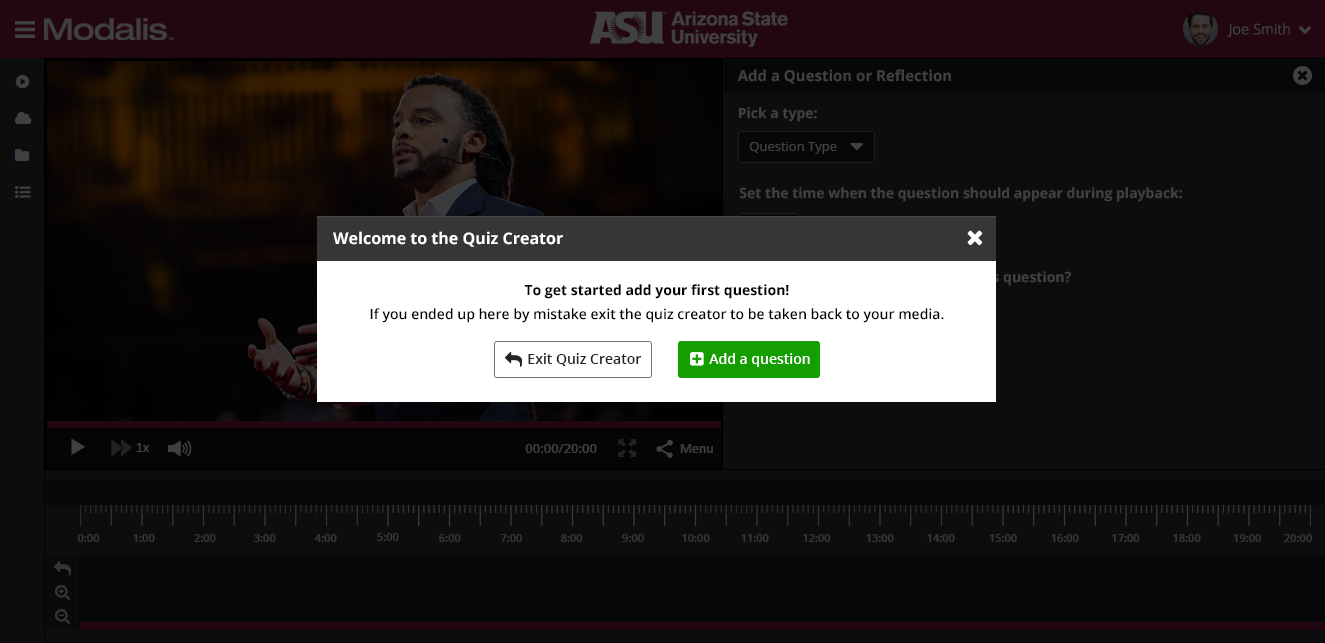 Modalis™
ASU Arizona State
University
Joe Smith
Add a Question or Reflection
Pick a type:
Question Type
Set the time when the question should appear during playback:
question?
Welcome to the Quiz Creator
To get started add your first question!
If you ended up here by mistake exit the quiz creator to be taken back to your media.
Exit Quiz Creator
Add a question
1x
00:00/20:00
Menu
0:00 1:00 2:00 3:00 4:00 5:00 6:00 7:00 8:00 9:00 10:00 11:00 12:00 13:00 14:00 15:00 16:00 17:00 18:00 19:00 20:00